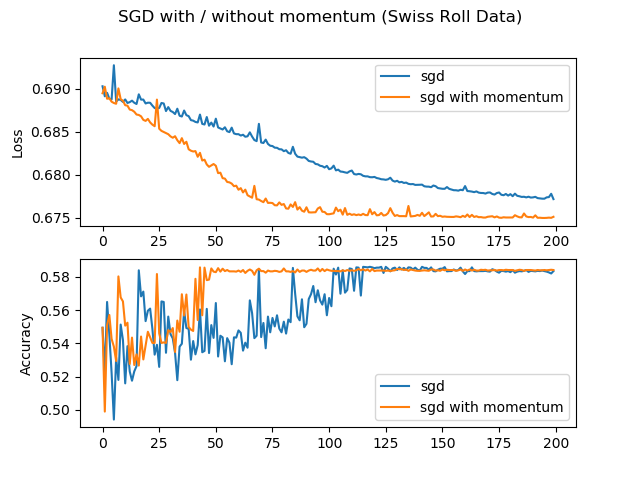 SGD with / without momentum (Swiss Roll Data)
Loss
0.690
0.685
0.680
0.675
sgd
sgd with momentum
0 25 50 75 100 125 150 175 200
Accuracy
0.58
0.56
0.54
0.52
0.50
sgd
sgd with momentum
0 25 50 75 100 125 150 175 200